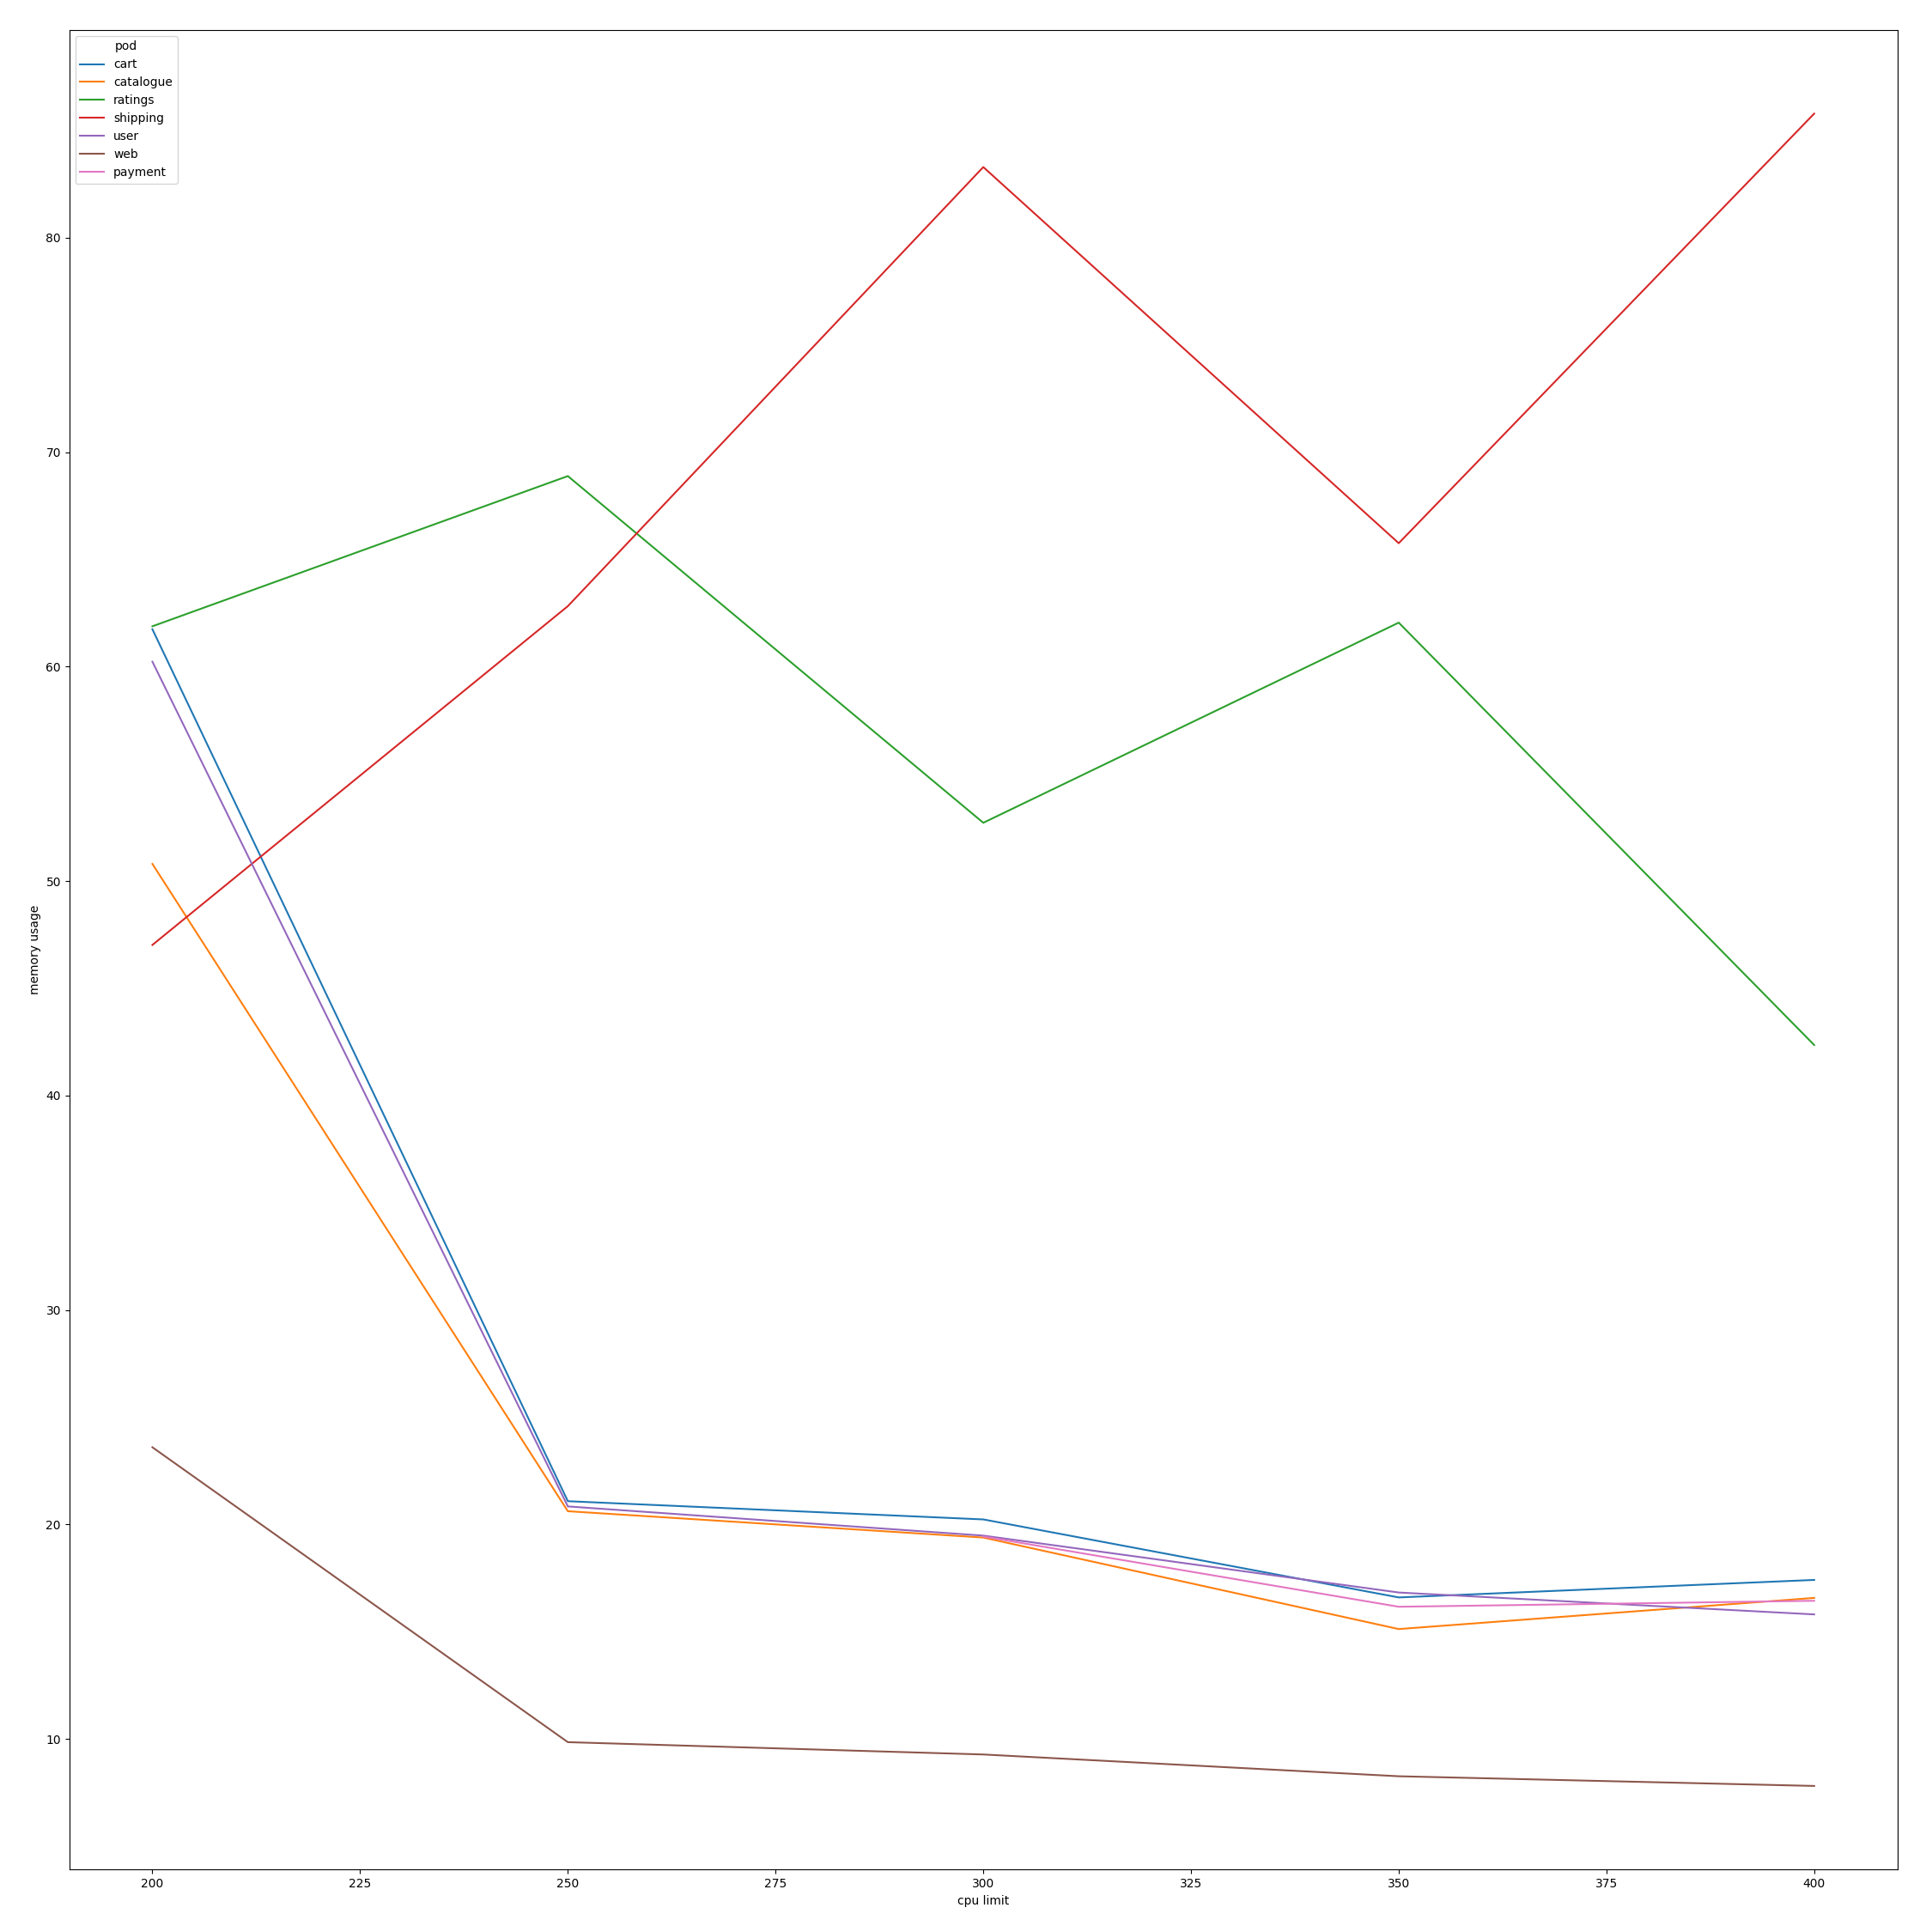 pod
cart
catalogue
ratings
shipping
user
web
payment
80
70
60
50
40
30
20
10
memory usage
200 225 250 275 300 325 350 375 400
cpu limit